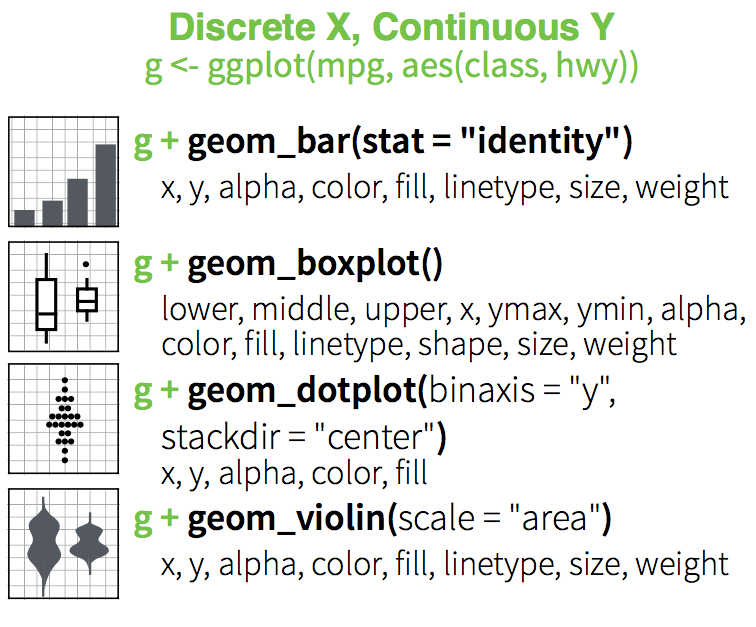 Discrete X, Continuous Y
g <- ggplot(mpg, aes(class, hwy))
g + geom_bar(stat = "identity")
x, y, alpha, color, fill, linetype, size, weight
g + geom_boxplot()
lower, middle, upper, x, ymax, ymin, alpha,
color, fill, linetype, shape, size, weight
g + geom_dotplot(binaxis = "y",
stackdir = "center")
x, y, alpha, color, fill
g + geom_violin(scale = "area")
x, y, alpha, color, fill, linetype, size, weight